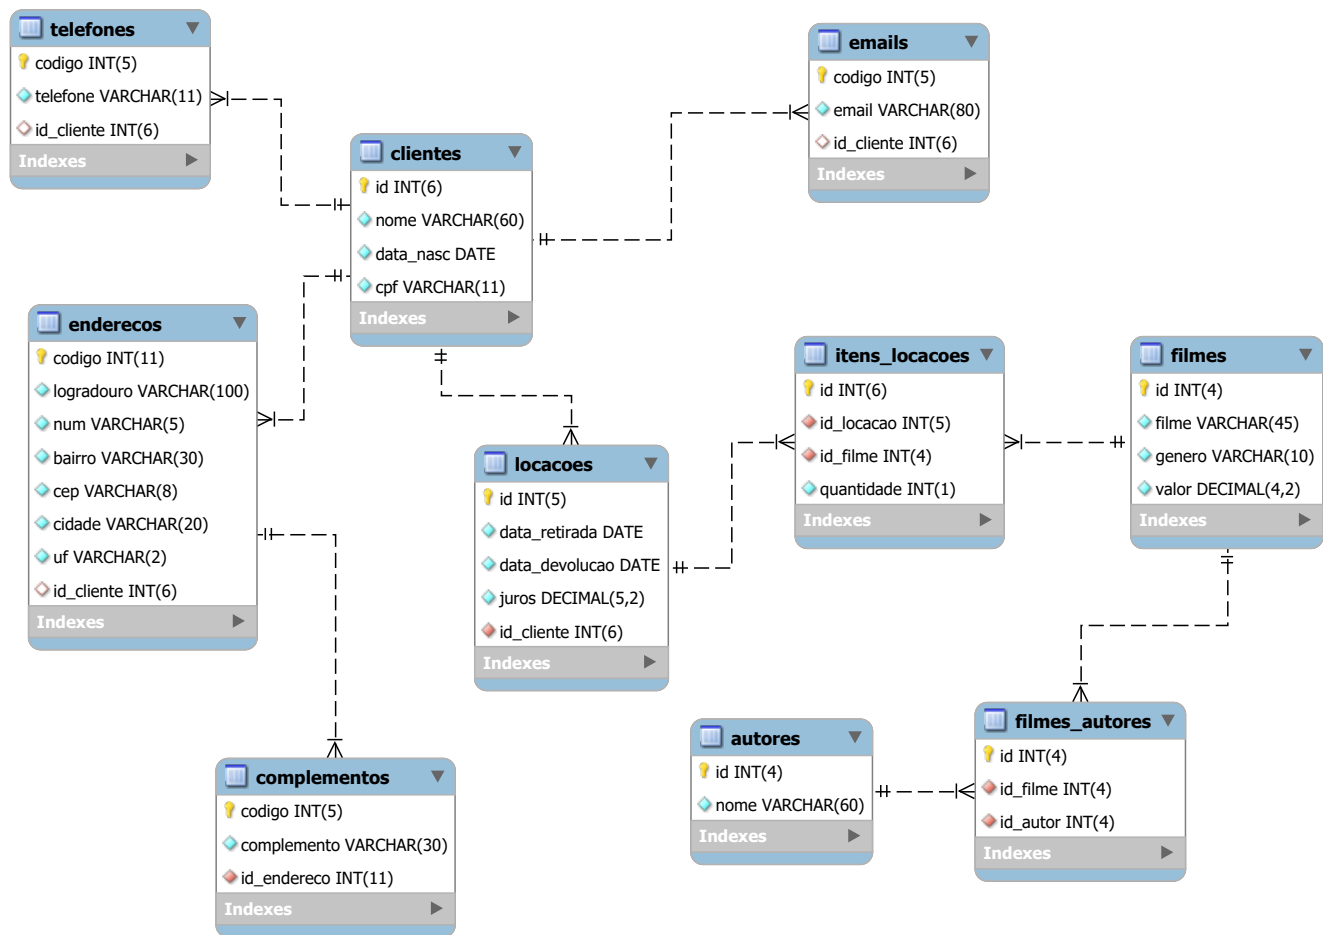 telefones
codigo INT(5)
telefone VARCHAR(11)
id_cliente INT(6)
Indexes
emails
codigo INT(5)
email VARCHAR(80)
id_cliente INT(6)
Indexes
clientes
id INT(6)
nome VARCHAR(60)
data_nasc DATE
cpf VARCHAR(11)
Indexes
enderecos
codigo INT(11)
logradouro VARCHAR(100)
num VARCHAR(5)
bairro VARCHAR(30)
cep VARCHAR(8)
cidade VARCHAR(20)
uf VARCHAR(2)
id_cliente INT(6)
Indexes
itens_locacoes
id INT(6)
id_locacao INT(5)
id_filme INT(4)
quantidade INT(1)
Indexes
filmes
id INT(4)
filme VARCHAR(45)
genero VARCHAR(10)
valor DECIMAL(4,2)
Indexes
locacoes
id INT(5)
data_retirada DATE
data_devolucao DATE
juros DECIMAL(5,2)
id_cliente INT(6)
Indexes
filmes_autores
id INT(4)
id_filme INT(4)
id_autor INT(4)
Indexes
autores
id INT(4)
nome VARCHAR(60)
Indexes
complementos
codigo INT(5)
complemento VARCHAR(30)
id_endereco INT(11)
Indexes